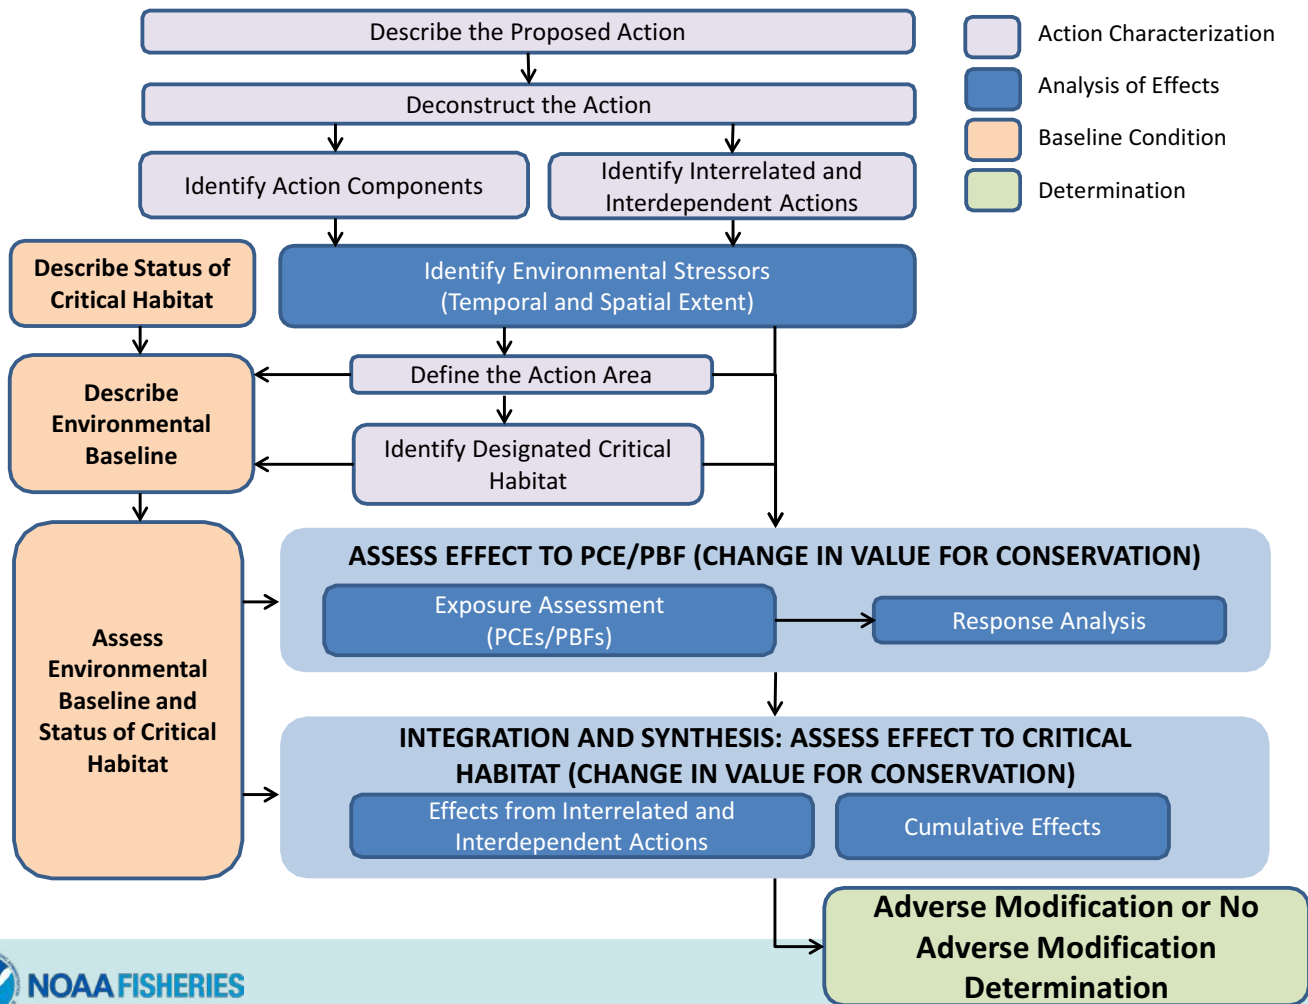 Describe the Proposed Action
Deconstruct the Action
Identify Action Components
Identify Interrelated and
Interdependent Actions
Action Characterization
Analysis of Effects
Baseline Condition
Determination
Describe Status of
Critical Habitat
Identify Environmental Stressors
(Temporal and Spatial Extent)
Describe
Environmental
Baseline
Define the Action Area
Identify Designated Critical
Habitat
Assess
Environmental
Baseline and
Status of Critical
Habitat
ASSESS EFFECT TO PCE/PBF (CHANGE IN VALUE FOR CONSERVATION)
Exposure Assessment
(PCEs/PBFs)
Response Analysis
INTEGRATION AND SYNTHESIS: ASSESS EFFECT TO CRITICAL
HABITAT (CHANGE IN VALUE FOR CONSERVATION)
Effects from Interrelated and
Interdependent Actions
Cumulative Effects
Adverse Modification or No
Adverse Modification
Determination
NOAA FISHERIES